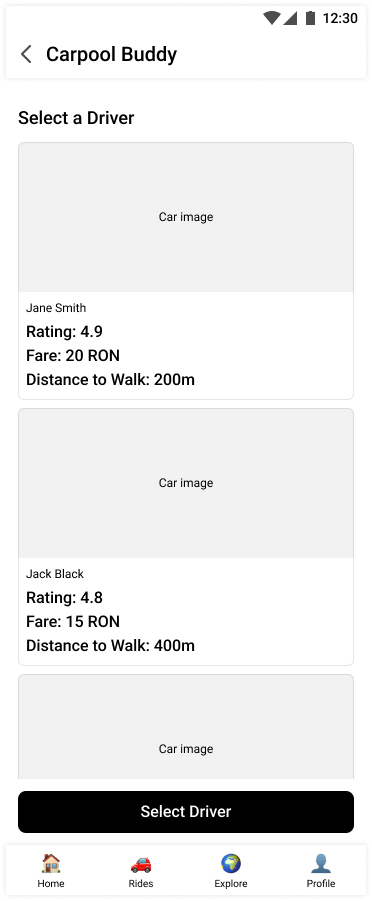 12:30
Carpool Buddy
Select a Driver
Car image
Jane Smith
Rating: 4.9
Fare: 20 RON
Distance to Walk: 200m
Car image
Jack Black
Rating: 4.8
Fare: 15 RON
Distance to Walk: 400m
Car image
Select Driver
Home Rides Explore Profile